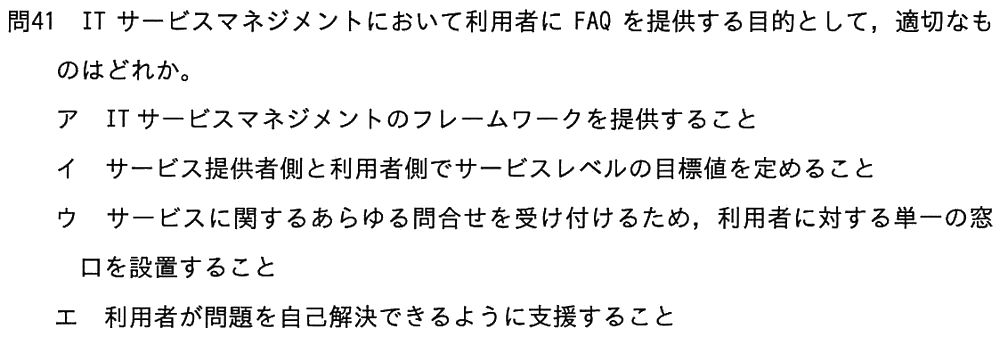 問41 IT サービスマネジメントにおいて利用者に FAQ を提供する目的として，適切なも
のはどれか。
ア IT サービスマネジメントのフレームワークを提供すること
イ サービス提供者側と利用者側でサービスレベルの目標値を定めること
ウ サービスに関するあらゆる問合せを受け付けるため，利用者に対する単一の窓
口を設置すること
エ 利用者が問題を自己解決できるように支援すること